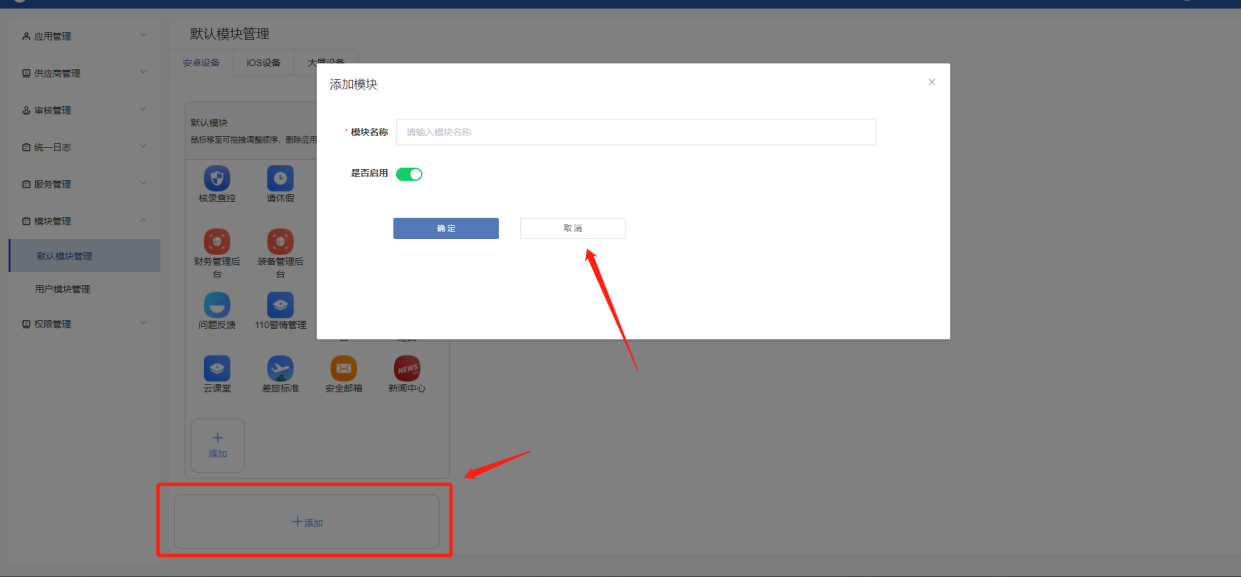 应用管理
供应商管理
审核管理
统一日志
服务管理
模块管理
默认模块管理
用户模块管理
权限管理
默认模块管理
安卓设备
iOS设备
大屏设备
默认模块
鼠标移至可拖拽调整顺序，删除应用
核录查控
请休假
财务管理后
台
装备管理后
台
问题反馈
110警情管理
云课堂
差旅标准
安全邮箱
NEWS
新闻中心
添加
添加
添加模块
* 模块名称
请输入模块名称
是否启用
确定
取消